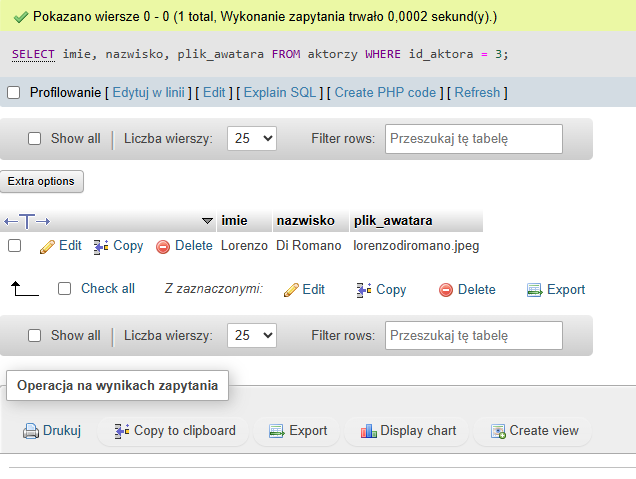 Pokazano wiersze 0 - 0 (1 total, Wykonanie zapytania trwało 0,0002 sekund(y).)
SELECT imie, nazwisko, plik_awatara FROM aktorzy WHERE id_aktora = 3;
Profilowanie [ Edytuj w linii ] [ Edit ] [ Explain SQL ] [ Create PHP code ] [ Refresh ]
Show all Liczba wierszy: 25 Filter rows: Przeszukaj tę tabelę
Extra options
imie nazwisko plik_awatara
Edit Copy Delete Lorenzo Di Romano lorenzodiromano.jpeg
Check all Z zaznaczonymi: Edit Copy Delete Export
Show all Liczba wierszy: 25 Filter rows: Przeszukaj tę tabelę
Operacja na wynikach zapytania
Drukuj Copy to clipboard Export Display chart Create view